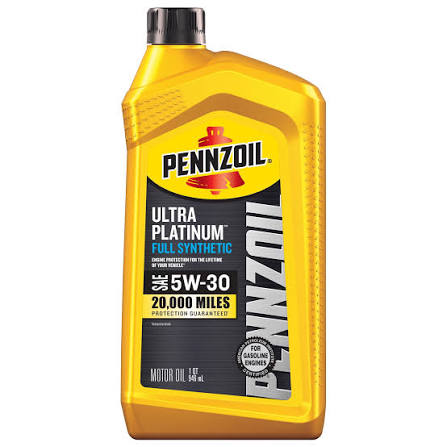 PENNZOIL®
ULTRA
PLATINUM™
FULL SYNTHETIC
ENGINE PROTECTION FOR THE LIFETIME
OF YOUR VEHICLE
SAE 5W-30
20,000 MILES
PROTECTION GUARANTEED
MOTOR OIL 1 QT
946 mL
PENNZOIL
FOR
GASOLINE
ENGINES
CERTIFIED